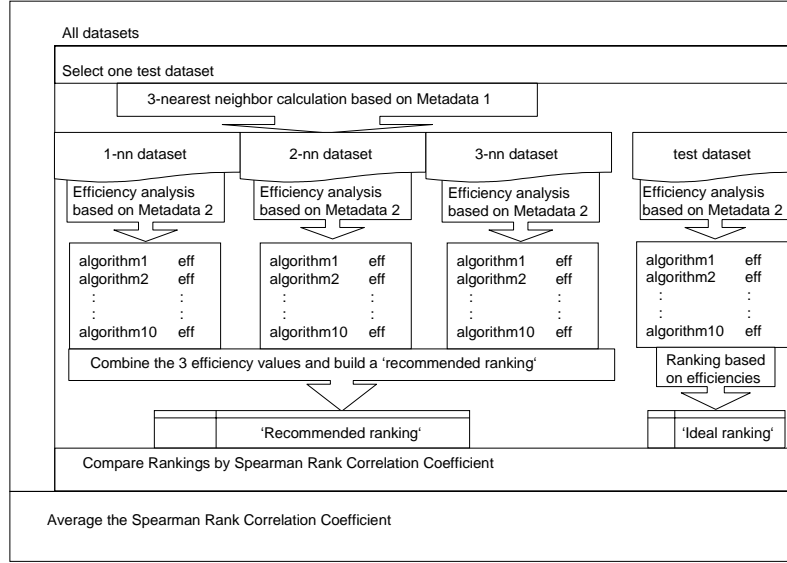 All datasets
Select one test dataset
3-nearest neighbor calculation based on Metadata 1
1-nn dataset
2-nn dataset
3-nn dataset
test dataset
Efficiency analysis
based on Metadata 2
Efficiency analysis
based on Metadata 2
Efficiency analysis
based on Metadata 2
Efficiency analysis
based on Metadata 2
algorithm1 eff
algorithm2 eff
: :
: :
algorithm10 eff
algorithm1 eff
algorithm2 eff
: :
: :
algorithm10 eff
algorithm1 eff
algorithm2 eff
: :
: :
algorithm10 eff
algorithm1 eff
algorithm2 eff
: :
: :
algorithm10 eff
Combine the 3 efficiency values and build a ‘recommended ranking‘
Ranking based
on efficiencies
‘Recommended ranking‘
‘Ideal ranking‘
Compare Rankings by Spearman Rank Correlation Coefficient
Average the Spearman Rank Correlation Coefficient